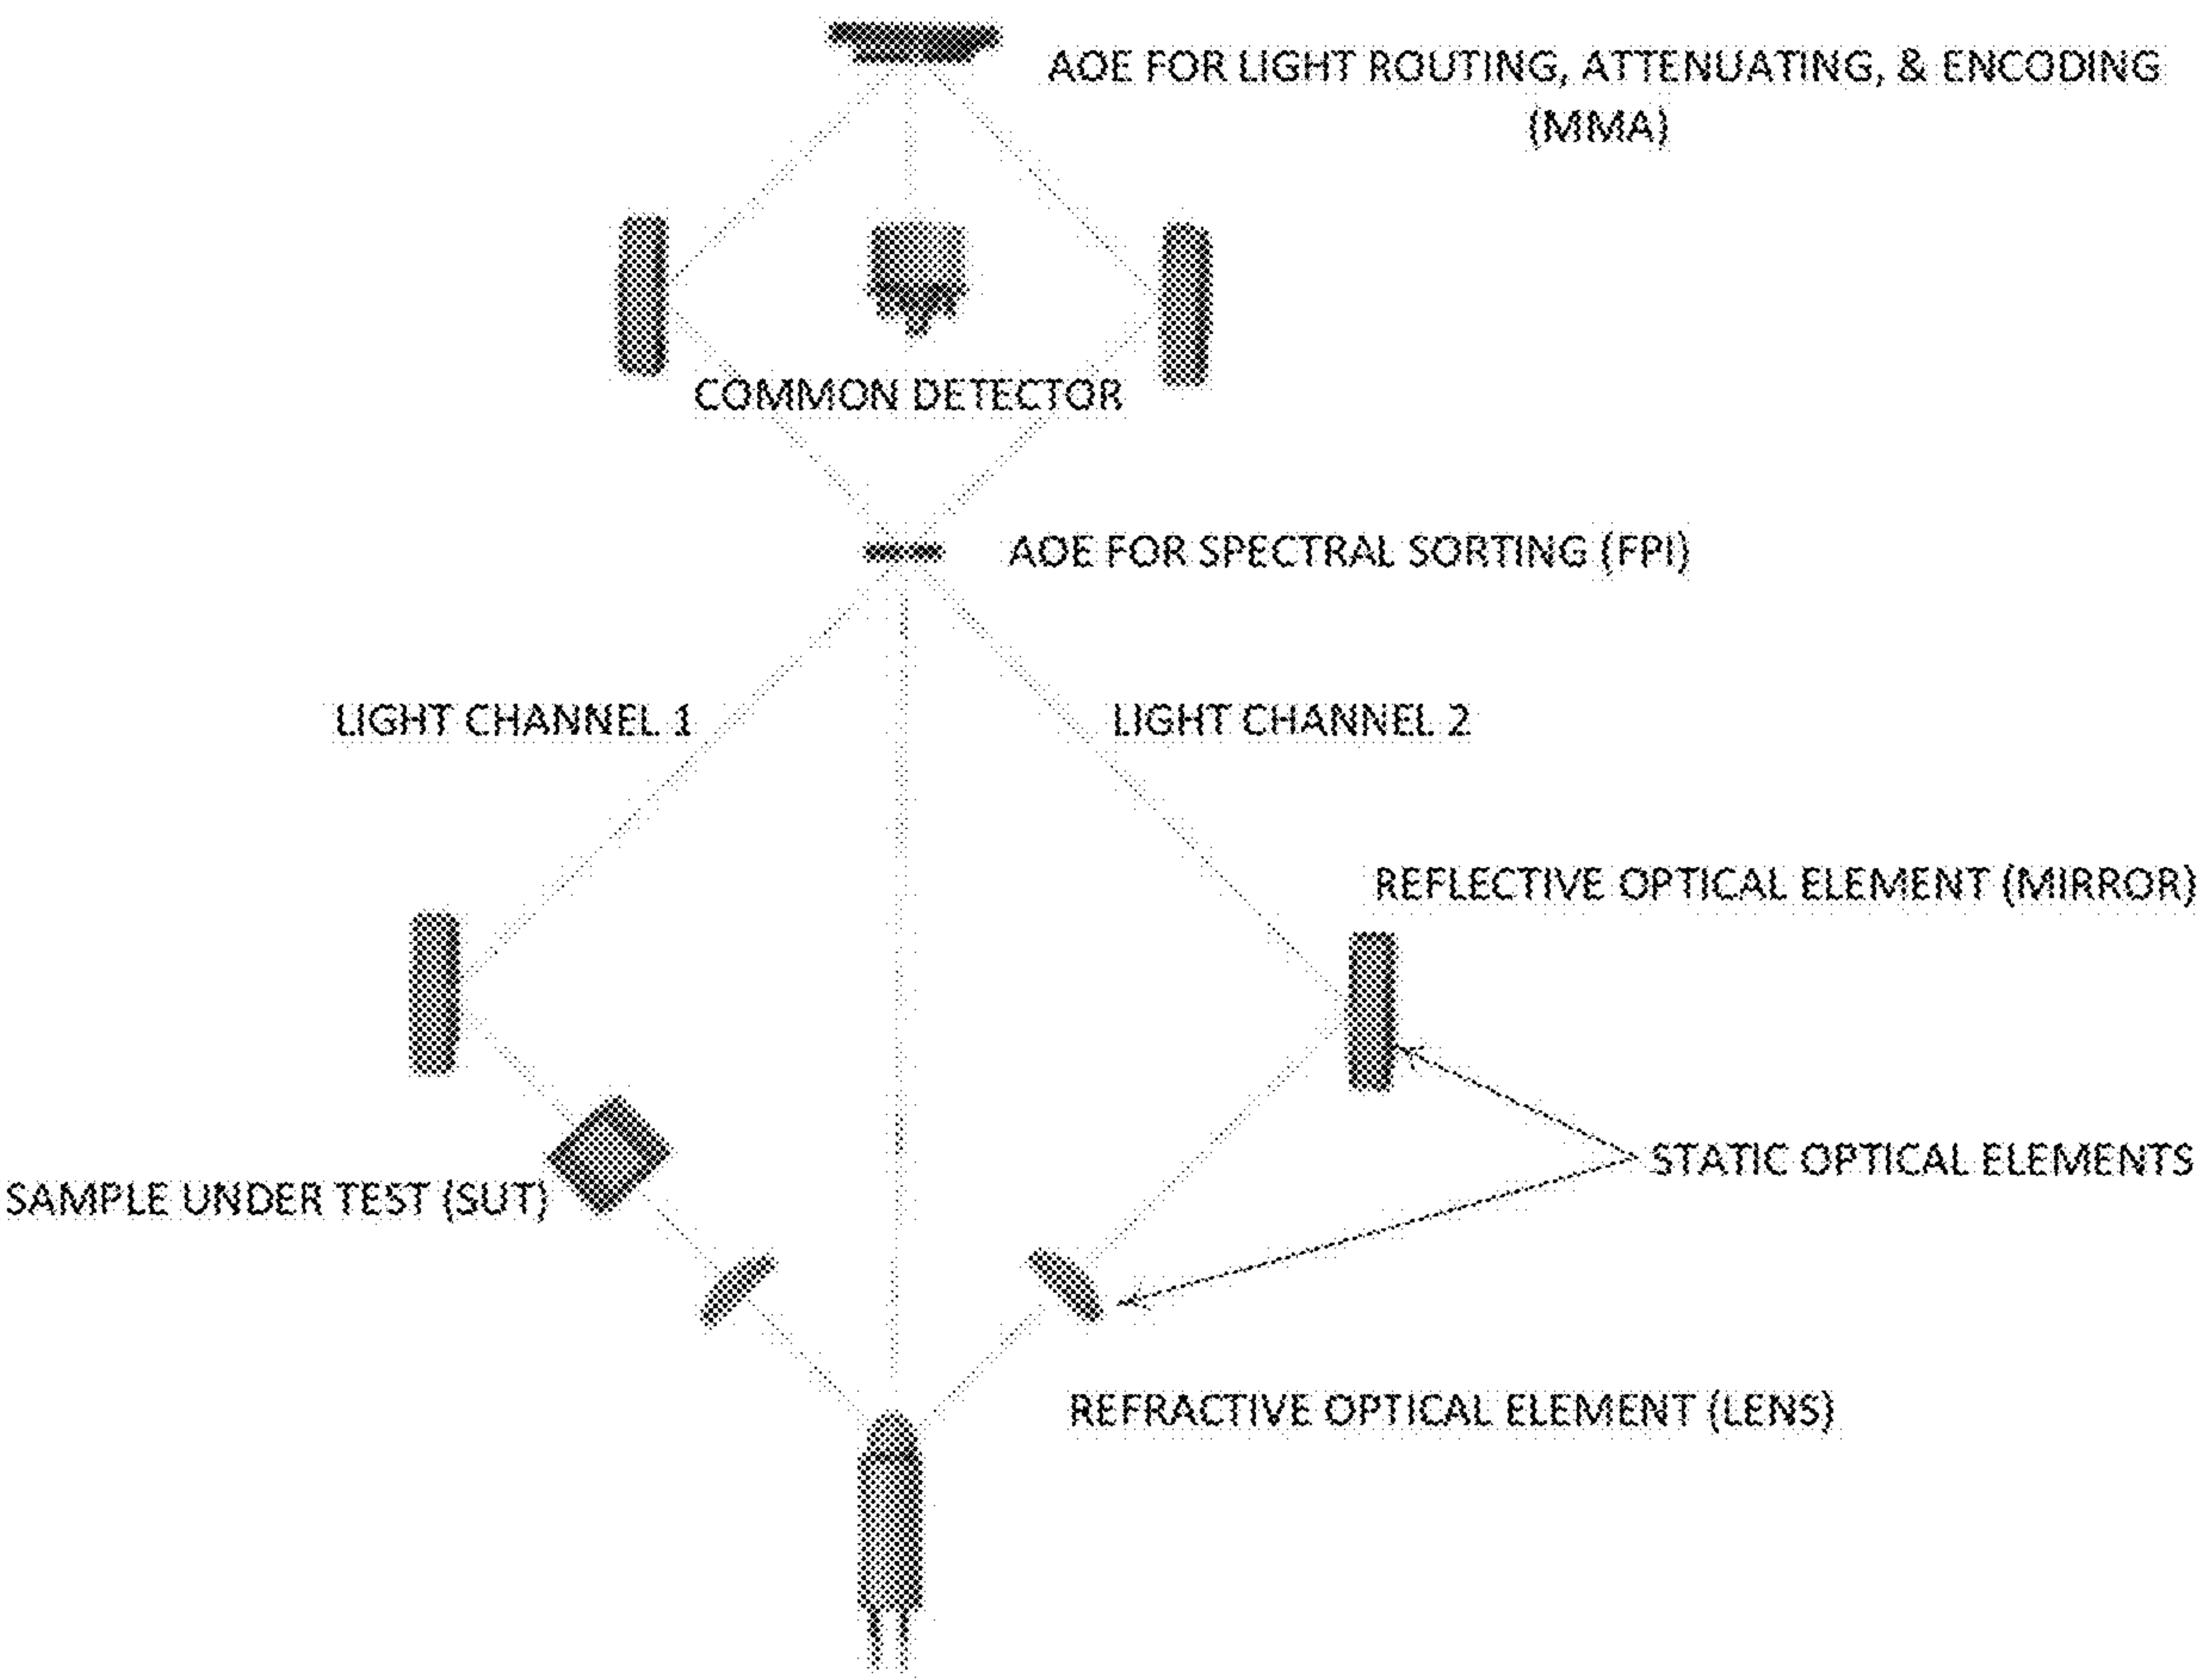 AOE FOR LIGHT ROUTING, ATTENUATING, & ENCODING
(MMA)
COMMON DETECTOR
AOE FOR SPECTRAL SORTING (FPI)
LIGHT CHANNEL 1
LIGHT CHANNEL 2
REFLECTIVE OPTICAL ELEMENT (MIRROR)
STATIC OPTICAL ELEMENTS
SAMPLE UNDER TEST (SUT)
REFRACTIVE OPTICAL ELEMENT (LENS)